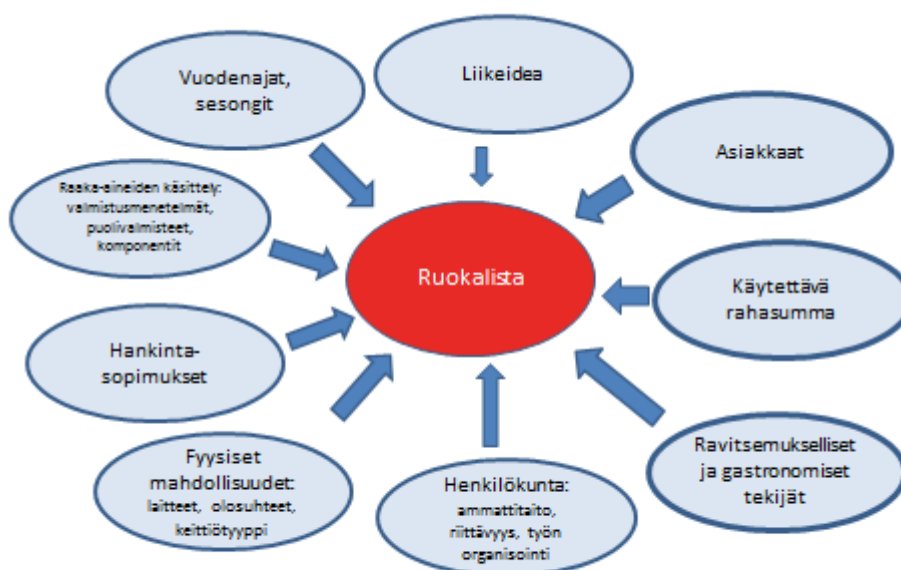 Vuodenajat,
sesongit
Liikeidea
Asiakkaat
Raaka-aineiden käsittely:
valmistusmenetelmät,
puolivalmisteet,
komponentit
Ruokalista
Käytettävä
rahasumma
Hankinta-
sopimukset
Fyysiset
mahdollisuudet:
laitteet, olosuhteet,
keittiötyyppi
Henkilökunta:
ammattitaito,
riittävyys, työn
organisointi
Ravitsemukselliset
ja gastronomiset
tekijät